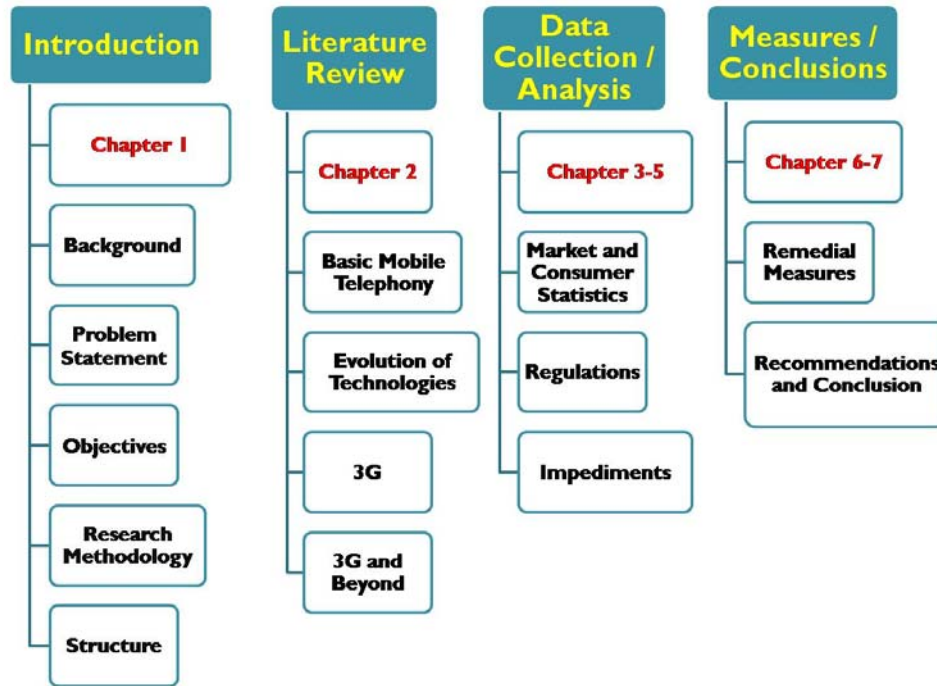 Introduction
Chapter 1
Background
Problem
Statement
Objectives
Research
Methodology
Structure
Literature
Review
Chapter 2
Basic Mobile
Telephony
Evolution of
Technologies
3G
3G and
Beyond
Data
Collection /
Analysis
Chapter 3-5
Market and
Consumer
Statistics
Regulations
Impediments
Measures /
Conclusions
Chapter 6-7
Remedial
Measures
Recommendations
and Conclusion